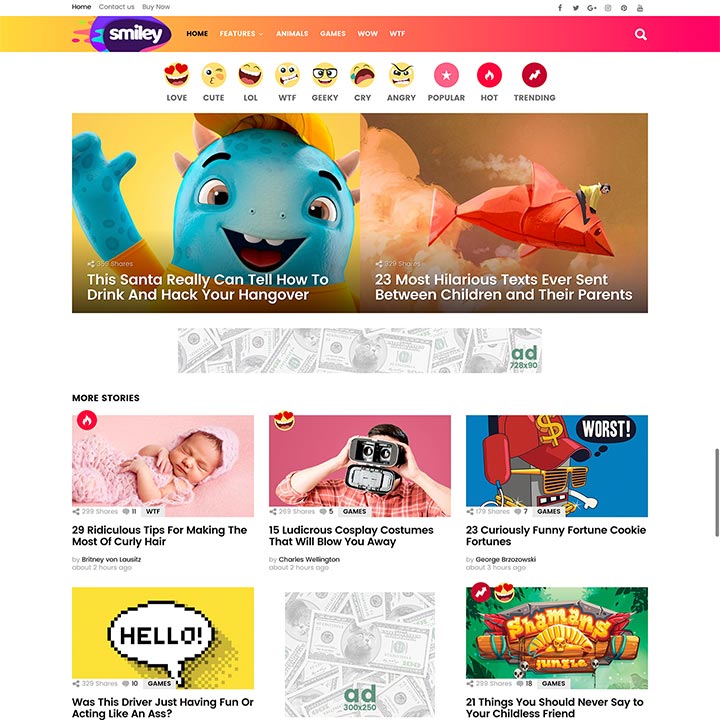 Home Contact us Buy Now
smiley
HOME FEATURES ANIMALS GAMES WOW WTF
LOVE CUTE LOL WTF GEEKY CRY ANGRY POPULAR HOT TRENDING
329 Shares
This Santa Really Can Tell How To
Drink And Hack Your Hangover
23 Most Hilarious Texts Ever Sent
Between Children and Their Parents
ad
728x90
MORE STORIES
299 Shares 11 WTF
29 Ridiculous Tips For Making The
Most Of Curly Hair
by Britney von Lausitz
about 2 hours ago
269 Shares 5 GAMES
15 Ludicrous Cosplay Costumes
That Will Blow You Away
by Charles Wellington
about 2 hours ago
$
WORST!
179 Shares 7 GAMES
23 Curiously Funny Fortune Cookie
Fortunes
by George Brzozowski
about 3 hours ago
HELLO!
329 Shares 10 GAMES
Was This Driver Just Having Fun Or
Acting Like An Ass?
ad
300x250
Shamans
jungle
299 Shares 18 GAMES
21 Things You Should Never Say to
Your Childless Friend